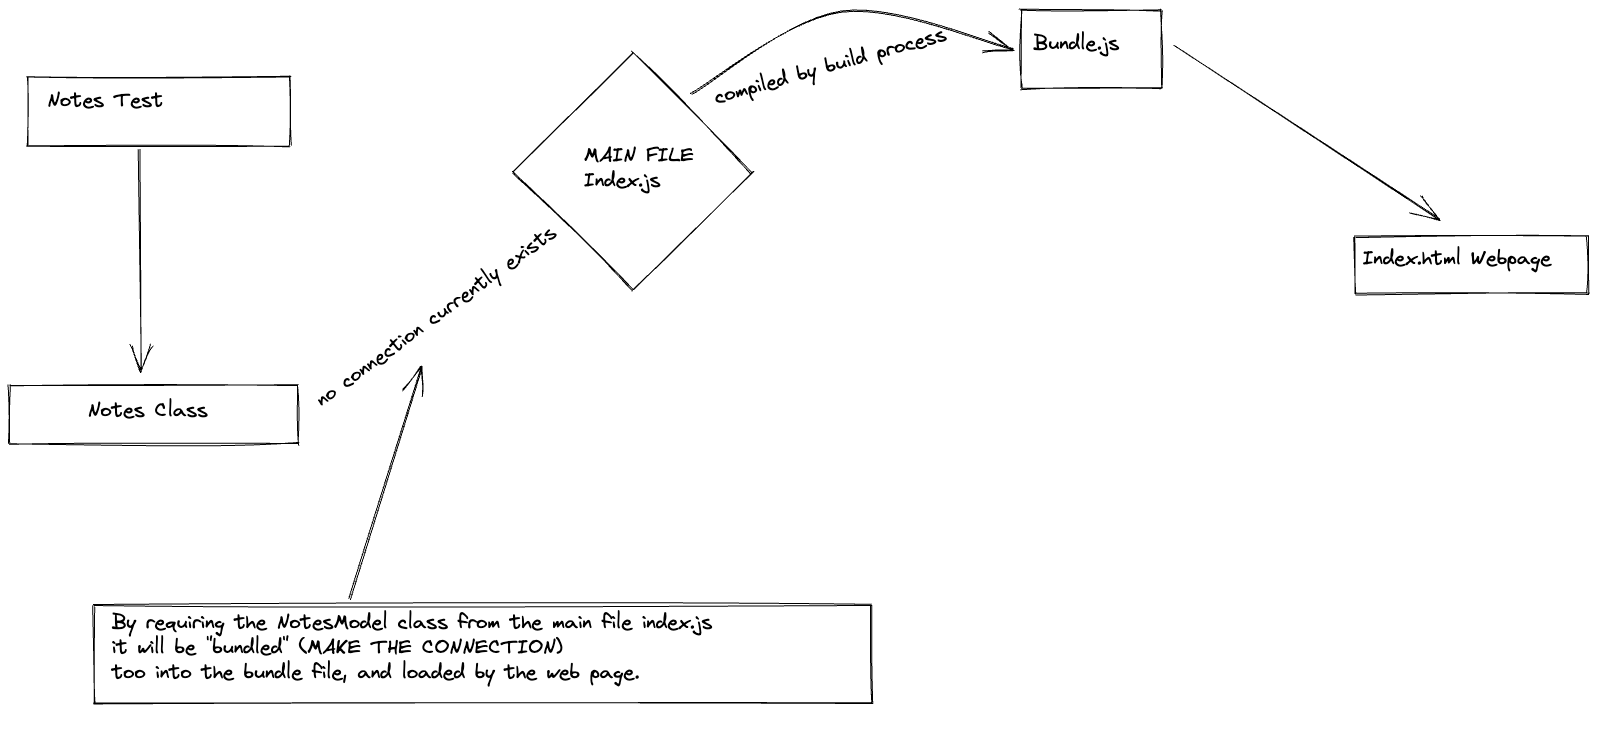 Notes Test
MAIN FILE
Index.js
compiled by build process
Bundle.js
Index.html Webpage
no connection currently exists
Notes Class
By requiring the NotesModel class from the main file index.js
it will be "bundled" (MAKE THE CONNECTION)
too into the bundle file, and loaded by the web page.